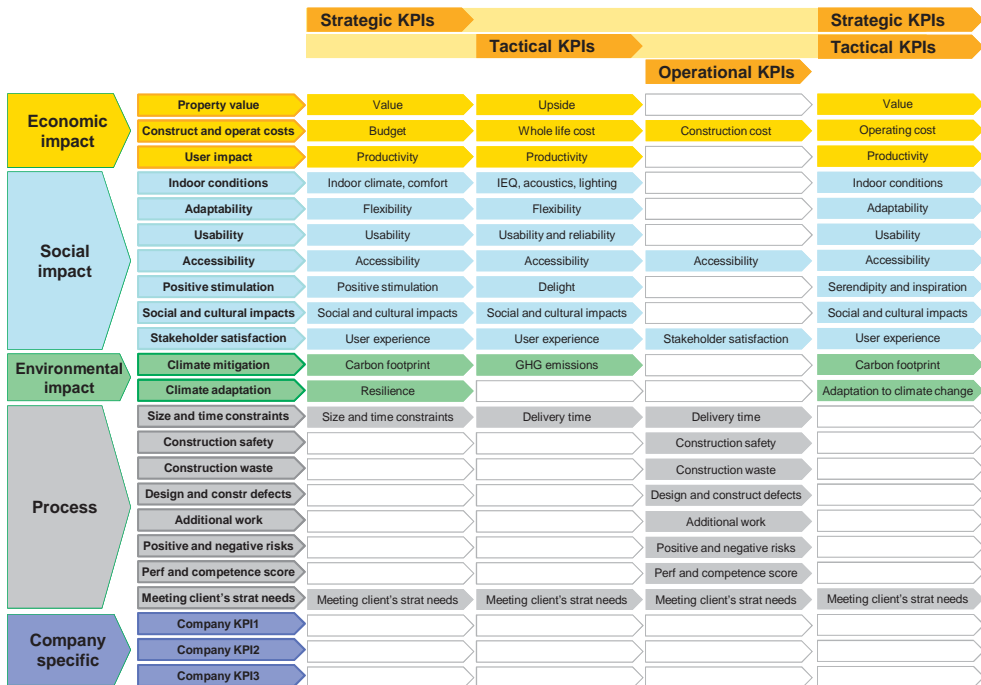 Strategic KPIs Strategic KPIs
Tactical KPIs Tactical KPIs
Operational KPIs
Economic
impact
Property value Value Upside Value
Construct and operat costs Budget Whole life cost Construction cost Operating cost
User impact Productivity Productivity Productivity
Social
impact
Indoor conditions Indoor climate, comfort IEQ, acoustics, lighting Indoor conditions
Adaptability Flexibility Flexibility Adaptability
Usability Usability Usability and reliability Usability
Accessibility Accessibility Accessibility Accessibility Accessibility
Positive stimulation Positive stimulation Delight Serendipity and inspiration
Social and cultural impacts Social and cultural impacts Social and cultural impacts Social and cultural impacts
Stakeholder satisfaction User experience User experience Stakeholder satisfaction User experience
Environmental
impact
Climate mitigation Carbon footprint GHG emissions Carbon footprint
Climate adaptation Resilience Adaptation to climate change
Process
Size and time constraints Size and time constraints Delivery time Delivery time
Construction safety Construction safety
Construction waste Construction waste
Design and constr defects Design and construct defects
Additional work Additional work
Positive and negative risks Positive and negative risks
Perf and competence score Perf and competence score
Meeting client's strat needs Meeting client's strat needs Meeting client's strat needs Meeting client's strat needs Meeting client's strat needs
Company
specific
Company KPI1
Company KPI2
Company KPI3